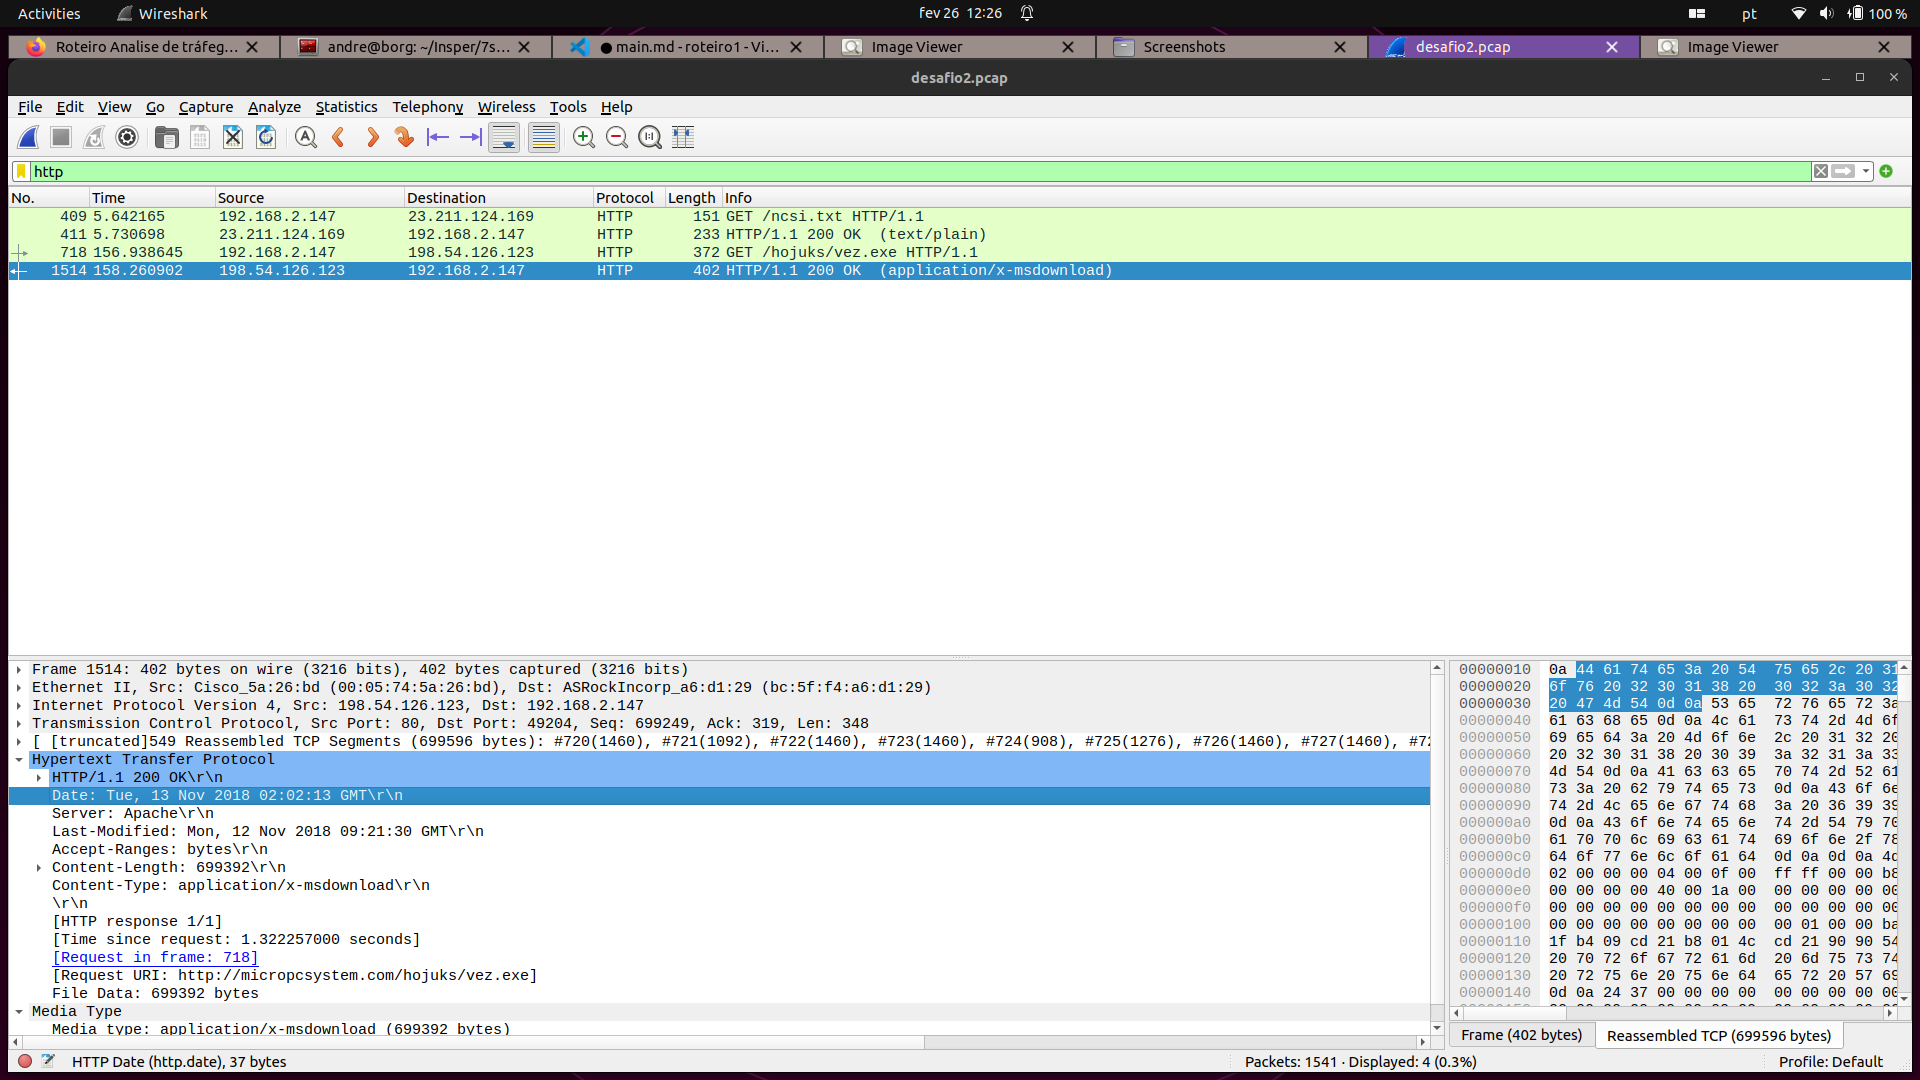 Activities Wireshark fev 26 12:26 pt 100 %
Roteiro Analise de tráfeg... andre@borg: ~/Insper/7s... ● main.md - roteiro1 - Vi... Image Viewer Screenshots desafio2.pcap Image Viewer
desafio2.pcap
File Edit View Go Capture Analyze Statistics Telephony Wireless Tools Help
http
No. Time Source Destination Protocol Length Info
409 5.642165 192.168.2.147 23.211.124.169 HTTP 151 GET /ncsi.txt HTTP/1.1
411 5.730698 23.211.124.169 192.168.2.147 HTTP 233 HTTP/1.1 200 OK (text/plain)
718 156.938645 192.168.2.147 198.54.126.123 HTTP 372 GET /hojuks/vez.exe HTTP/1.1
1514 158.260902 198.54.126.123 192.168.2.147 HTTP 402 HTTP/1.1 200 OK (application/x-msdownload)
Frame 1514: 402 bytes on wire (3216 bits), 402 bytes captured (3216 bits)
Ethernet II, Src: Cisco_5a:26:bd (00:05:74:5a:26:bd), Dst: ASRockIncorp_a6:d1:29 (bc:5f:f4:a6:d1:29)
Internet Protocol Version 4, Src: 198.54.126.123, Dst: 192.168.2.147
Transmission Control Protocol, Src Port: 80, Dst Port: 49204, Seq: 699249, Ack: 319, Len: 348
[ [truncated]549 Reassembled TCP Segments (699596 bytes): #720(1460), #721(1092), #722(1460), #723(1460), #724(908), #725(1276), #726(1460), #727(1460), #72
Hypertext Transfer Protocol
HTTP/1.1 200 OK\r\n
Date: Tue, 13 Nov 2018 02:02:13 GMT\r\n
Server: Apache\r\n
Last-Modified: Mon, 12 Nov 2018 09:21:30 GMT\r\n
Accept-Ranges: bytes\r\n
Content-Length: 699392\r\n
Content-Type: application/x-msdownload\r\n
\r\n
[HTTP response 1/1]
[Time since request: 1.322257000 seconds]
[Request in frame: 718]
[Request URI: http://micropcsystem.com/hojuks/vez.exe]
File Data: 699392 bytes
Media Type
Media type: application/x-msdownload (699392 bytes)
00000010 0a 44 61 74 65 3a 20 54 75 65 2c 20 31
00000020 6f 76 20 32 30 31 38 20 30 32 3a 30 32
00000030 20 47 4d 54 0d 0a 53 65 72 76 65 72 3a
00000040 61 63 68 65 0d 0a 4c 61 73 74 2d 4d 6f
00000050 69 65 64 3a 20 4d 6f 6e 2c 20 31 32 20
00000060 20 32 30 31 38 20 30 39 3a 32 31 3a 33
00000070 4d 54 0d 0a 41 63 63 65 70 74 2d 52 61
00000080 73 3a 20 62 79 74 65 73 0d 0a 43 6f 6e
00000090 74 2d 4c 65 6e 67 74 68 3a 20 36 39 39
000000a0 0d 0a 43 6f 6e 74 65 6e 74 2d 54 79 70
000000b0 61 70 70 6c 69 63 61 74 69 6f 6e 2f 78
000000c0 64 6f 77 6e 6c 6f 61 64 0d 0a 0d 0a 4d
000000d0 02 00 00 00 04 00 0f 00 ff ff 00 00 b8
000000e0 00 00 00 00 40 00 1a 00 00 00 00 00 00
000000f0 00 00 00 00 00 00 00 00 00 00 00 00 00
00000100 00 00 00 00 00 00 00 00 00 01 00 00 ba
00000110 1f b4 09 cd 21 b8 01 4c cd 21 90 90 54
00000120 20 70 72 6f 67 72 61 6d 20 6d 75 73 74
00000130 20 72 75 6e 20 75 6e 64 65 72 20 57 69
00000140 0d 0a 24 37 00 00 00 00 00 00 00 00 00
Frame (402 bytes) Reassembled TCP (699596 bytes)
HTTP Date (http.date), 37 bytes Packets: 1541 · Displayed: 4 (0.3%) Profile: Default